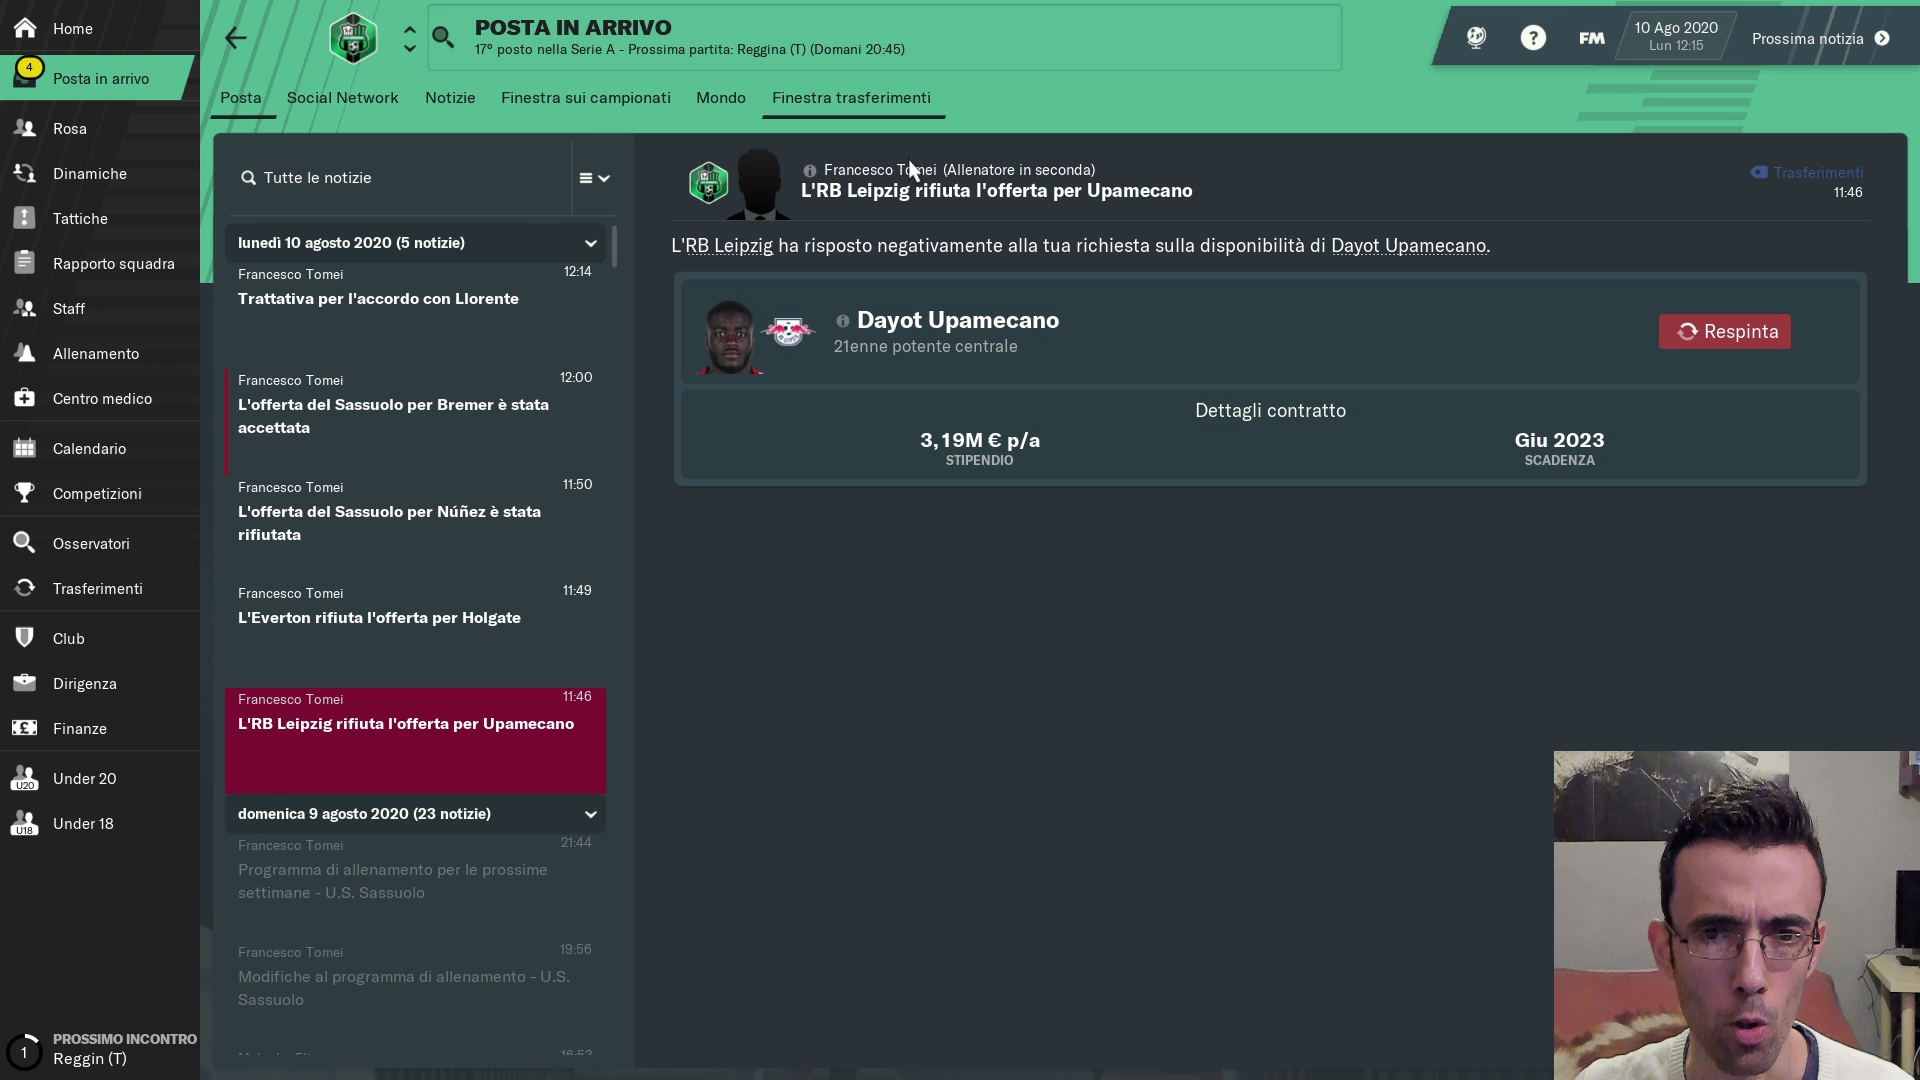 Home
4
Posta in arrivo
Rosa
Dinamiche
Tattiche
Rapporto squadra
Staff
Allenamento
Centro medico
Calendario
Competizioni
Osservatori
Trasferimenti
Club
Dirigenza
Finanze
U20
Under 20
U18
Under 18
1
PROSSIMO INCONTRO
Reggin (T)
POSTA IN ARRIVO
17° posto nella Serie A - Prossima partita: Reggina (T) (Domani 20:45)
FM
10 Ago 2020
Lun 12:15
Prossima notizia
Posta
Social Network
Notizie
Finestra sui campionati
Mondo
Finestra trasferimenti
Tutte le notizie
lunedì 10 agosto 2020 (5 notizie)
Francesco Tomei
12:14
Trattativa per l'accordo con Llorente
Francesco Tomei
12:00
L'offerta del Sassuolo per Bremer è stata
accettata
Francesco Tomei
11:50
L'offerta del Sassuolo per Núñez è stata
rifiutata
Francesco Tomei
11:49
L'Everton rifiuta l'offerta per Holgate
Francesco Tomei
11:46
L'RB Leipzig rifiuta l'offerta per Upamecano
domenica 9 agosto 2020 (23 notizie)
Francesco Tomei
21:44
Programma di allenamento per le prossime
settimane - U.S. Sassuolo
Francesco Tomei
19:56
Modifiche al programma di allenamento - U.S.
Sassuolo
Francesco Tomei (Allenatore in seconda)
L'RB Leipzig rifiuta l'offerta per Upamecano
Trasferimenti
11:46
L'RB Leipzig ha risposto negativamente alla tua richiesta sulla disponibilità di Dayot Upamecano.
Dayot Upamecano
21enne potente centrale
Respinta
Dettagli contratto
3,19M € p/a
STIPENDIO
Giu 2023
SCADENZA